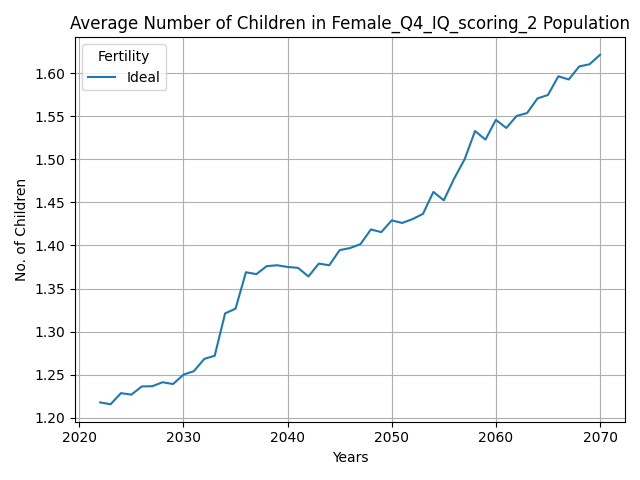 Average Number of Children in Female_Q4_IQ_scoring_2 Population
Fertility
Ideal
No. of Children
1.60
1.55
1.50
1.45
1.40
1.35
1.30
1.25
1.20
2020 2030 2040 2050 2060 2070
Years